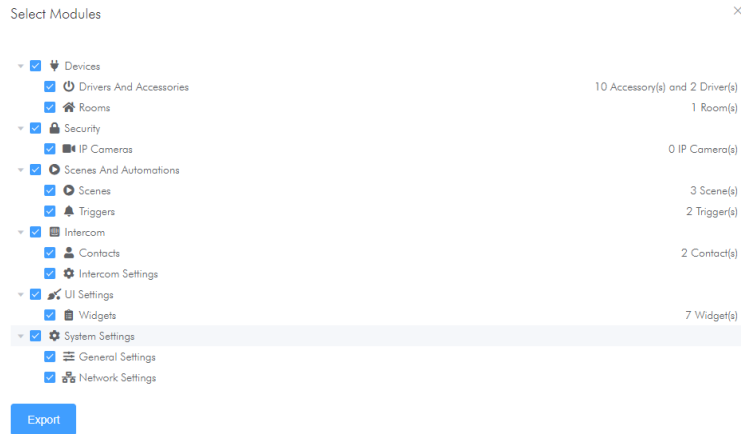 Select Modules
Devices
Drivers And Accessories 10 Accessory(s) and 2 Driver(s)
Rooms 1 Room(s)
Security
IP Cameras 0 IP Camera(s)
Scenes And Automations
Scenes 3 Scene(s)
Triggers 2 Trigger(s)
Intercom
Contacts 2 Contact(s)
Intercom Settings
UI Settings
Widgets 7 Widget(s)
System Settings
General Settings
Network Settings
Export